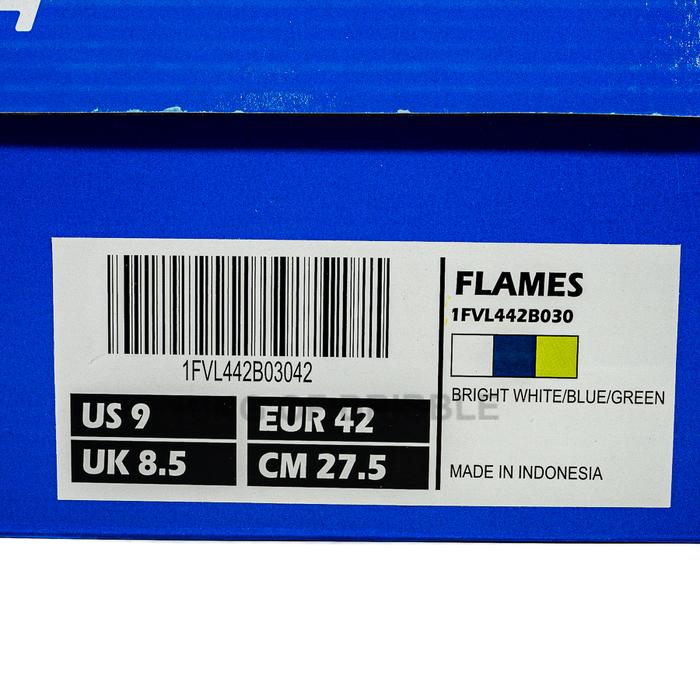 1FVL442B03042
US 9
EUR 42
UK 8.5
CM 27.5
FLAMES
1FVL442B030
BRIGHT WHITE/BLUE/GREEN
MADE IN INDONESIA